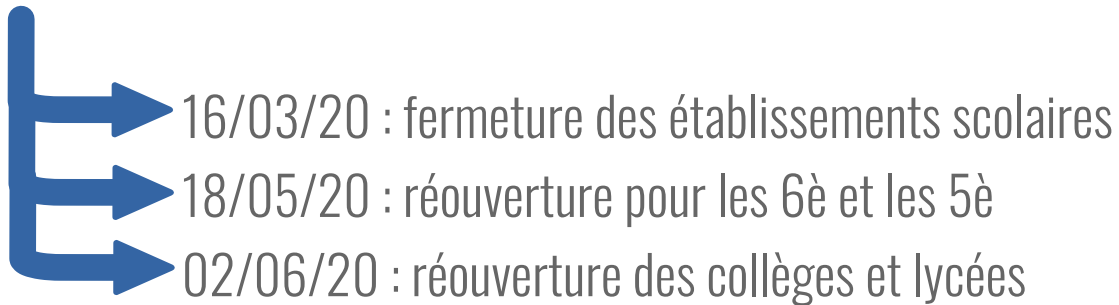 16/03/20 : fermeture des établissements scolaires
18/05/20 : réouverture pour les 6è et les 5è
02/06/20 : réouverture des collèges et lycées